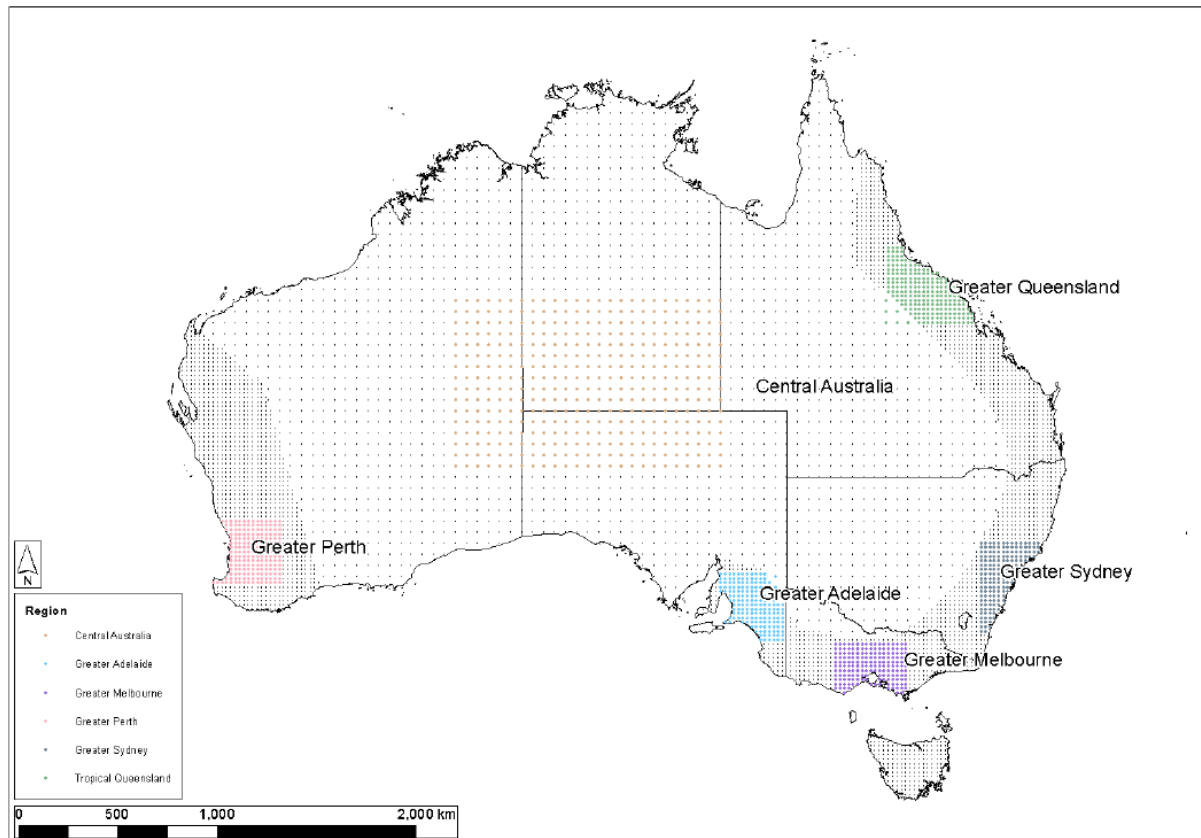 Greater Queensland
Central Australia
Greater Perth
Greater Sydney
Greater Adelaide
Greater Melbourne
N
Region
Central Australia
Greater Adelaide
Greater Melbourne
Greater Perth
Greater Sydney
Tropical Queensland
0 500 1,000 2,000 km